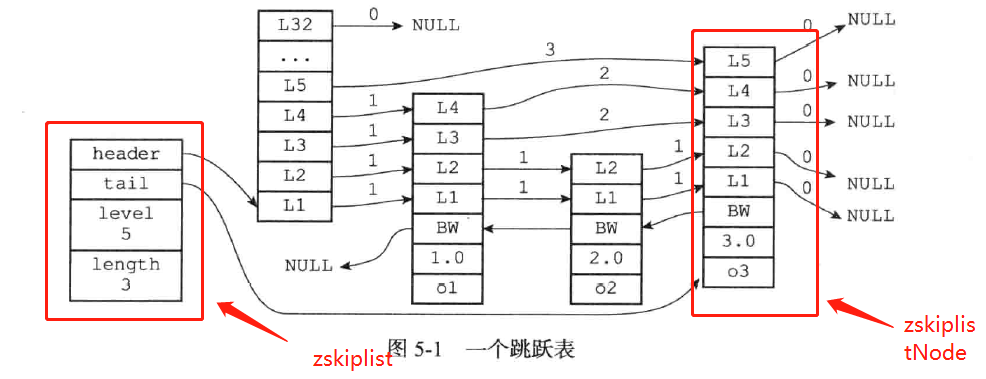 L32
0
NULL
...
L5
3
L4
1
L3
1
L2
1
L1
1
header
tail
level
5
length
3
zskiplist
L4
2
L3
2
L2
1
L1
1
BW
NULL
1.0
o1
L2
1
L1
1
BW
2.0
o2
L5
0
NULL
L4
0
NULL
L3
0
NULL
L2
0
NULL
L1
0
NULL
BW
3.0
o3
zskiplis
tNode
图 5-1 一个跳跃表